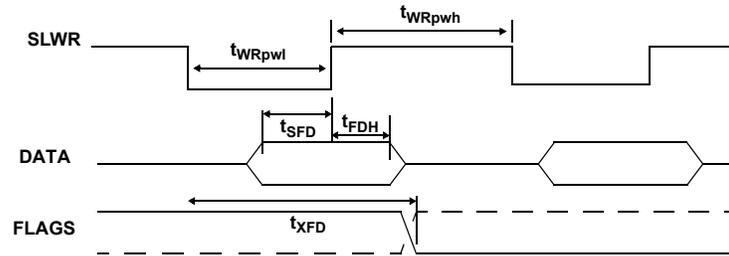 SLWR
tWRpwl
tWRpwh
tSFD
tFDH
DATA
tXFD
FLAGS